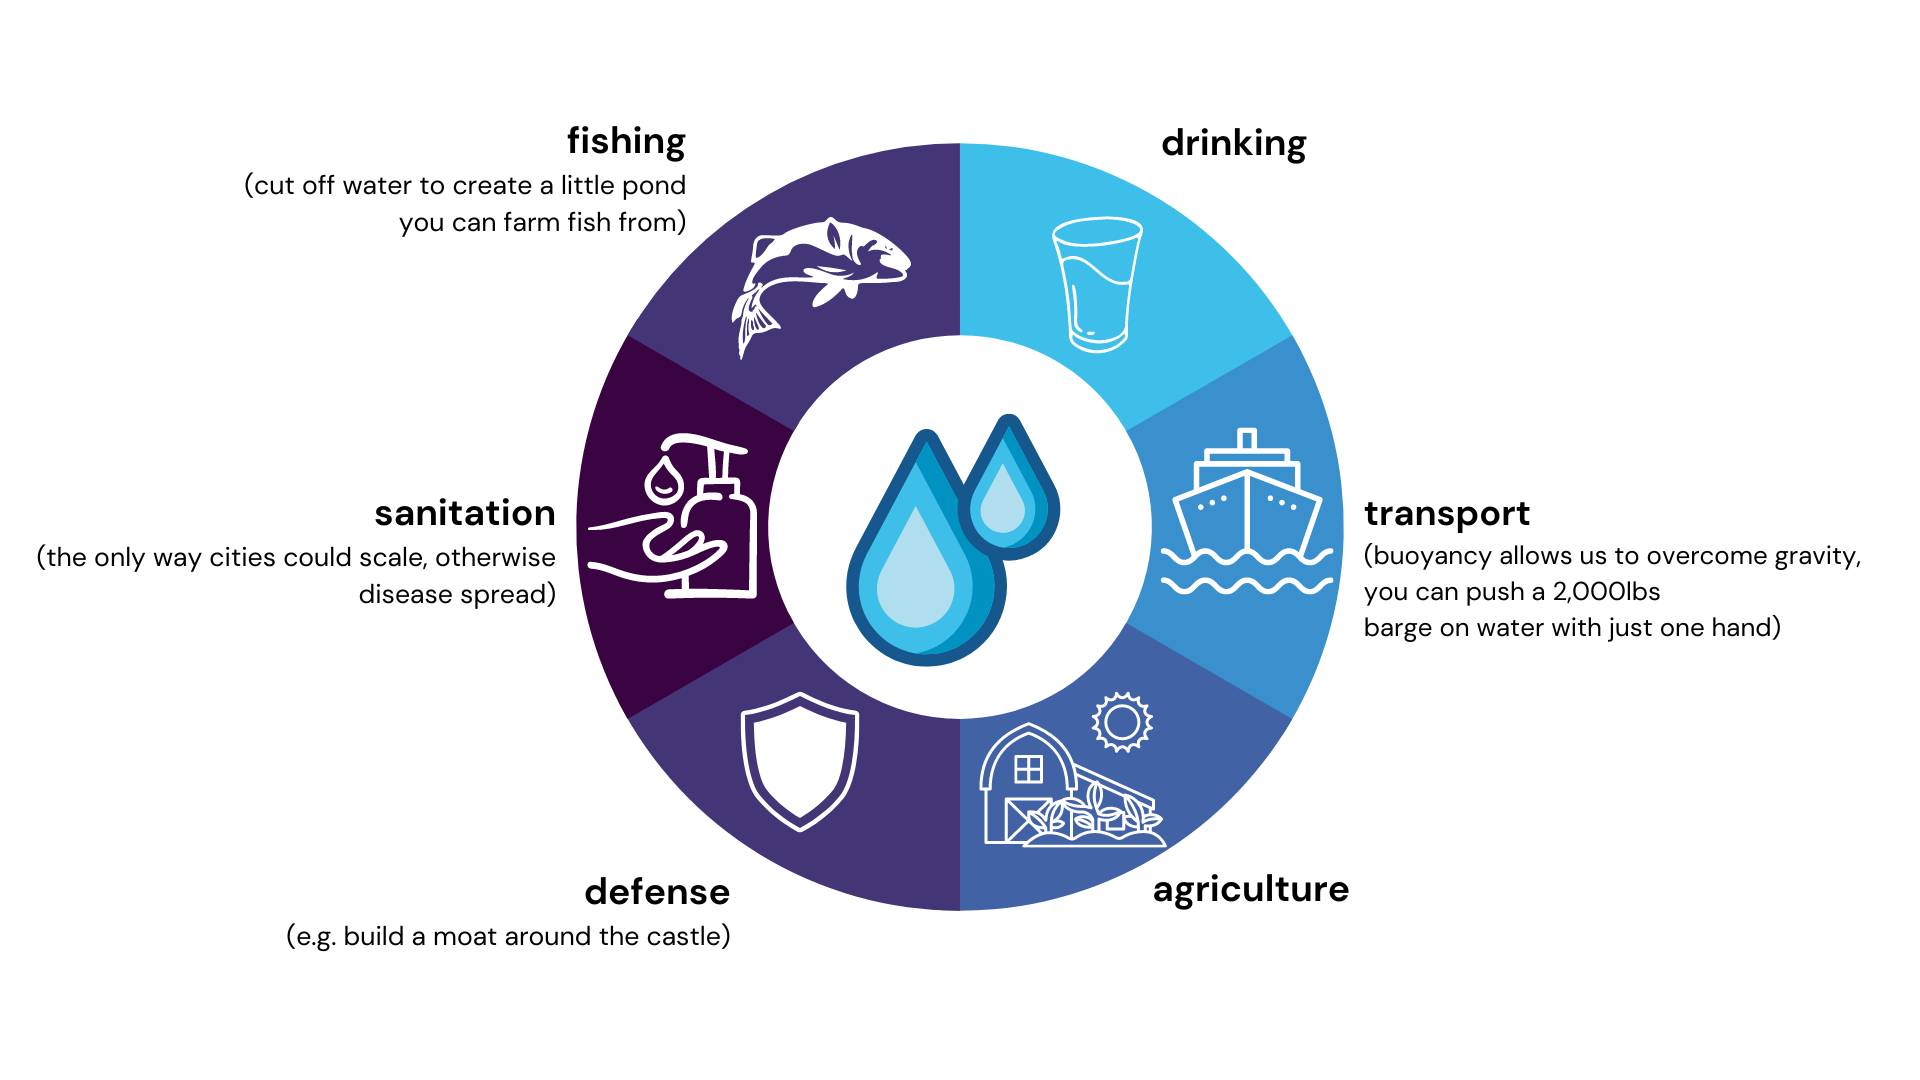 fishing
(cut off water to create a little pond
you can farm fish from)
drinking
sanitation
(the only way cities could scale, otherwise
disease spread)
transport
(buoyancy allows us to overcome gravity,
you can push a 2,000lbs
barge on water with just one hand)
defense
(e.g. build a moat around the castle)
agriculture